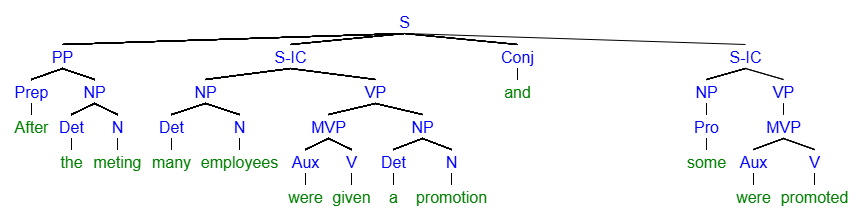 S
PP S-IC Conj S-IC
Prep NP NP VP and NP VP
After Det N Det N MVP NP Pro MVP
the meting many employees Aux V Det N some Aux V
were given a promotion were promoted